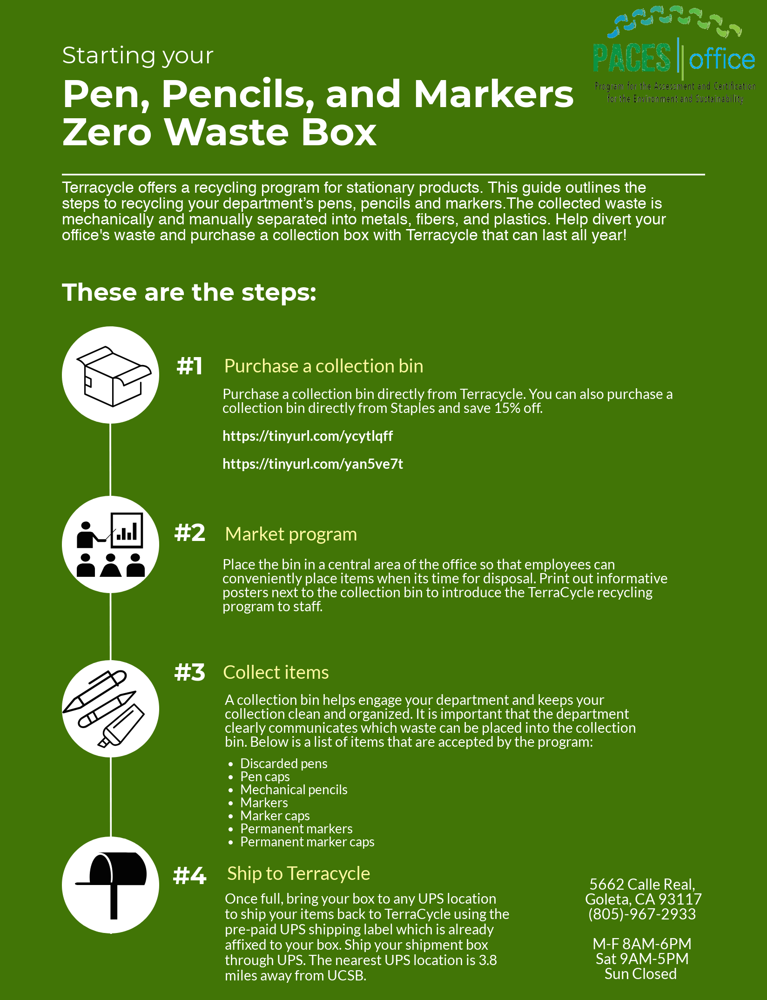 PACES office
Program for the Assessment and Certification
for the Environment and Sustainability
Starting your
Pen, Pencils, and Markers
Zero Waste Box
Terracycle offers a recycling program for stationary products. This guide outlines the
steps to recycling your department’s pens, pencils and markers.The collected waste is
mechanically and manually separated into metals, fibers, and plastics. Help divert your
office's waste and purchase a collection box with Terracycle that can last all year!
These are the steps:
#1 Purchase a collection bin
Purchase a collection bin directly from Terracycle. You can also purchase a
collection bin directly from Staples and save 15% off.
https://tinyurl.com/ycytlqff
https://tinyurl.com/yan5ve7t
#2 Market program
Place the bin in a central area of the office so that employees can
conveniently place items when its time for disposal. Print out informative
posters next to the collection bin to introduce the TerraCycle recycling
program to staff.
#3 Collect items
A collection bin helps engage your department and keeps your
collection clean and organized. It is important that the department
clearly communicates which waste can be placed into the collection
bin. Below is a list of items that are accepted by the program:
• Discarded pens
• Pen caps
• Mechanical pencils
• Markers
• Marker caps
• Permanent markers
• Permanent marker caps
#4 Ship to Terracycle
Once full, bring your box to any UPS location
to ship your items back to TerraCycle using the
pre-paid UPS shipping label which is already
affixed to your box. Ship your shipment box
through UPS. The nearest UPS location is 3.8
miles away from UCSB.
5662 Calle Real,
Goleta, CA 93117
(805)-967-2933
M-F 8AM-6PM
Sat 9AM-5PM
Sun Closed